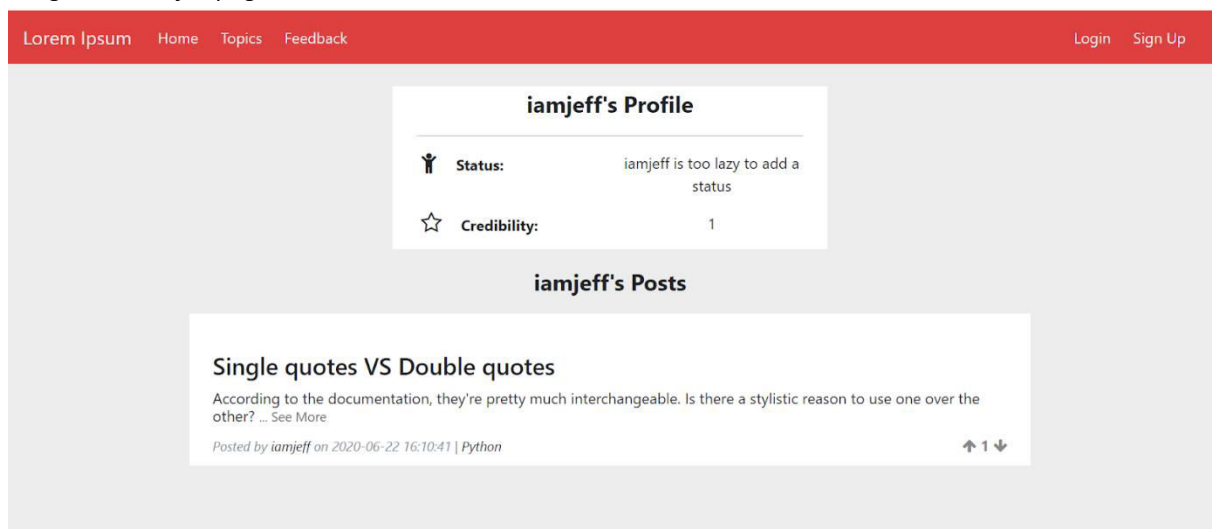 Lorem Ipsum Home Topics Feedback Login Sign Up
iamjeff's Profile
Status: iamjeff is too lazy to add a
status
Credibility: 1
iamjeff's Posts
Single quotes VS Double quotes
According to the documentation, they're pretty much interchangeable. Is there a stylistic reason to use one over the
other? ... See More
Posted by iamjeff on 2020-06-22 16:10:41 | Python 1